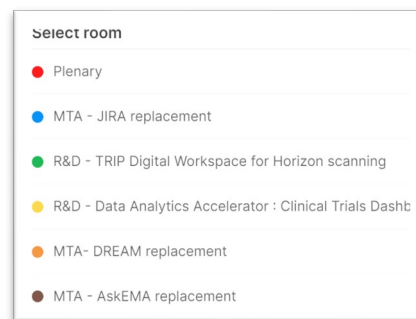 Select room
Plenary
MTA - JIRA replacement
R&D - TRIP Digital Workspace for Horizon scanning
R&D - Data Analytics Accelerator : Clinical Trials Dashb
MTA- DREAM replacement
MTA - AskEMA replacement